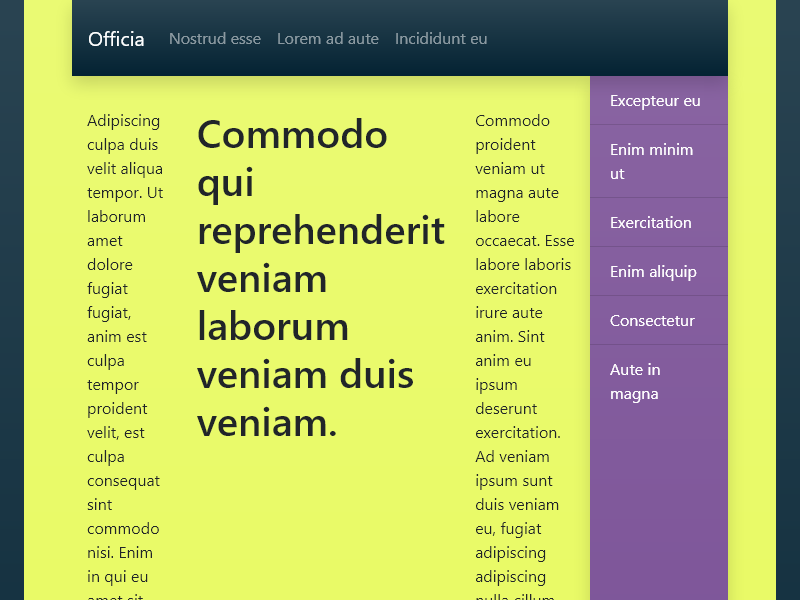 Officia
Nostrud esse
Lorem ad aute
Incididunt eu
Adipiscing
culpa duis
velit aliqua
tempor. Ut
laborum
amet
dolore
fugiat
fugiat,
anim est
culpa
tempor
proident
velit, est
culpa
consequat
sint
commodo
nisi. Enim
in qui eu
amet sit
Commodo
qui
reprehenderit
veniam
laborum
veniam duis
veniam.
Commodo
proident
veniam ut
magna aute
labore
occaecat. Esse
labore laboris
exercitation
irure aute
anim. Sint
anim eu
ipsum
deserunt
exercitation.
Ad veniam
ipsum sunt
duis veniam
eu, fugiat
adipiscing
adipiscing
nulla cillum
Excepteur eu
Enim minim
ut
Exercitation
Enim aliquip
Consectetur
Aute in
magna